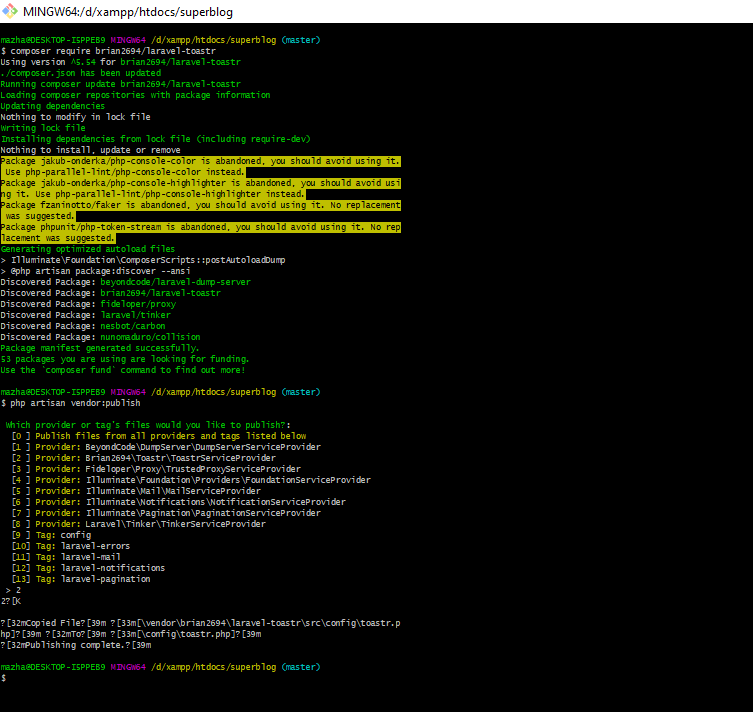 MINGW64:/d/xampp/htdocs/superblog
mazha@DESKTOP-I5PPEB9 MINGW64 /d/xampp/htdocs/superblog (master)
$ composer require brian2694/laravel-toastr
Using version ^5.54 for brian2694/laravel-toastr
./composer.json has been updated
Running composer update brian2694/laravel-toastr
Loading composer repositories with package information
Updating dependencies
Nothing to modify in lock file
Writing lock file
Installing dependencies from lock file (including require-dev)
Nothing to install, update or remove
Package jakub-onderka/php-console-color is abandoned, you should avoid using it.
 Use php-parallel-lint/php-console-color instead.
Package jakub-onderka/php-console-highlighter is abandoned, you should avoid usi
ng it. Use php-parallel-lint/php-console-highlighter instead.
Package fzaninotto/faker is abandoned, you should avoid using it. No replacement
 was suggested.
Package phpunit/php-token-stream is abandoned, you should avoid using it. No rep
lacement was suggested.
Generating optimized autoload files
> Illuminate\Foundation\ComposerScripts::postAutoloadDump
> @php artisan package:discover --ansi
Discovered Package: beyondcode/laravel-dump-server
Discovered Package: brian2694/laravel-toastr
Discovered Package: fideloper/proxy
Discovered Package: laravel/tinker
Discovered Package: nesbot/carbon
Discovered Package: nunomaduro/collision
Package manifest generated successfully.
53 packages you are using are looking for funding.
Use the `composer fund` command to find out more!
mazha@DESKTOP-I5PPEB9 MINGW64 /d/xampp/htdocs/superblog (master)
$ php artisan vendor:publish
 Which provider or tag's files would you like to publish?:
  [0 ] Publish files from all providers and tags listed below
  [1 ] Provider: BeyondCode\DumpServer\DumpServerServiceProvider
  [2 ] Provider: Brian2694\Toastr\ToastrServiceProvider
  [3 ] Provider: Fideloper\Proxy\TrustedProxyServiceProvider
  [4 ] Provider: Illuminate\Foundation\Providers\FoundationServiceProvider
  [5 ] Provider: Illuminate\Mail\MailServiceProvider
  [6 ] Provider: Illuminate\Notifications\NotificationServiceProvider
  [7 ] Provider: Illuminate\Pagination\PaginationServiceProvider
  [8 ] Provider: Laravel\Tinker\TinkerServiceProvider
  [9 ] Tag: config
  [10] Tag: laravel-errors
  [11] Tag: laravel-mail
  [12] Tag: laravel-notifications
  [13] Tag: laravel-pagination
 > 2
2?[K
?[32mCopied File?[39m ?[33m[\vendor\brian2694\laravel-toastr\src\config\toastr.p
hp]?[39m ?[32mTo?[39m ?[33m[\config\toastr.php]?[39m
?[32mPublishing complete.?[39m
mazha@DESKTOP-I5PPEB9 MINGW64 /d/xampp/htdocs/superblog (master)
$